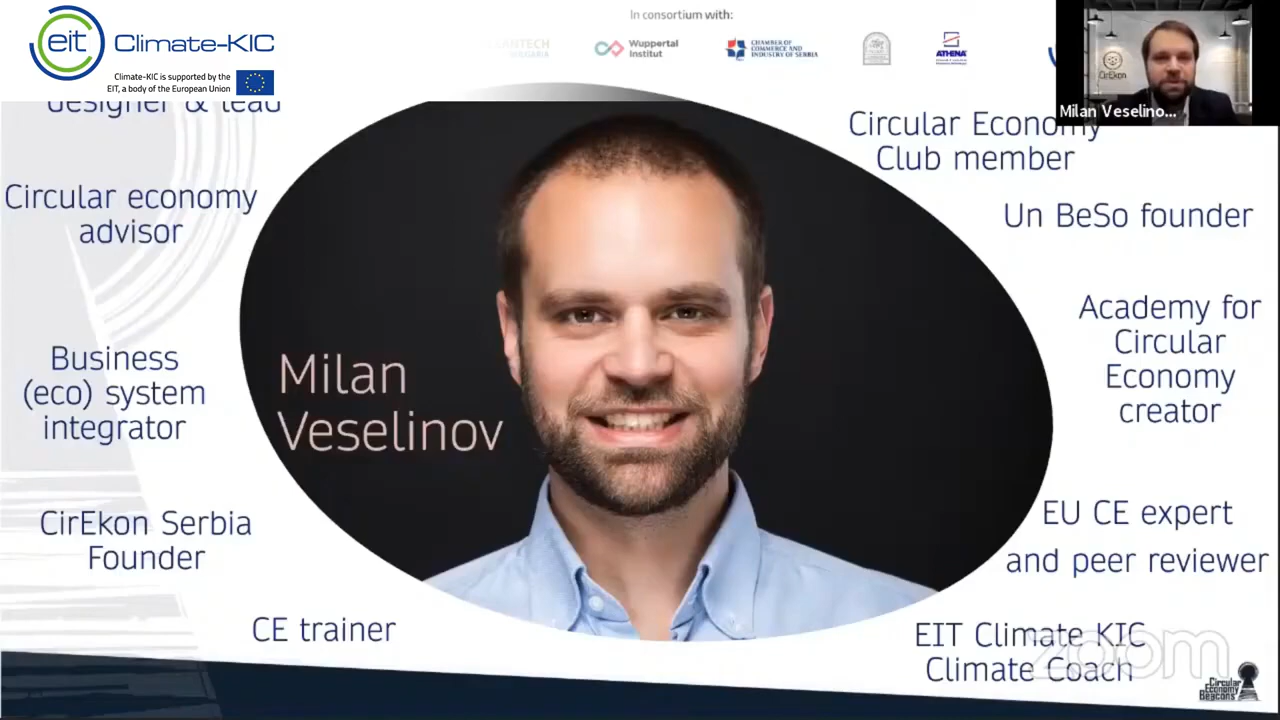 In consortium with:
eit Climate-KIC
Climate-KIC is supported by the
EIT, a body of the European Union
Wuppertal
Institut
CHAMBER OF
COMMERCE AND
INDUSTRY OF SERBIA
ATHENA
CirEkon
Milan Veselino...
designer & lead
Circular economy
advisor
Business
(eco) system
integrator
CirEkon Serbia
Founder
CE trainer
Milan
Veselinov
Circular Economy
Club member
Un BeSo founder
Academy for
Circular
Economy
creator
EU CE expert
and peer reviewer
EIT Climate KIC
Climate Coach
zoom
Circular
Economy
Beacons